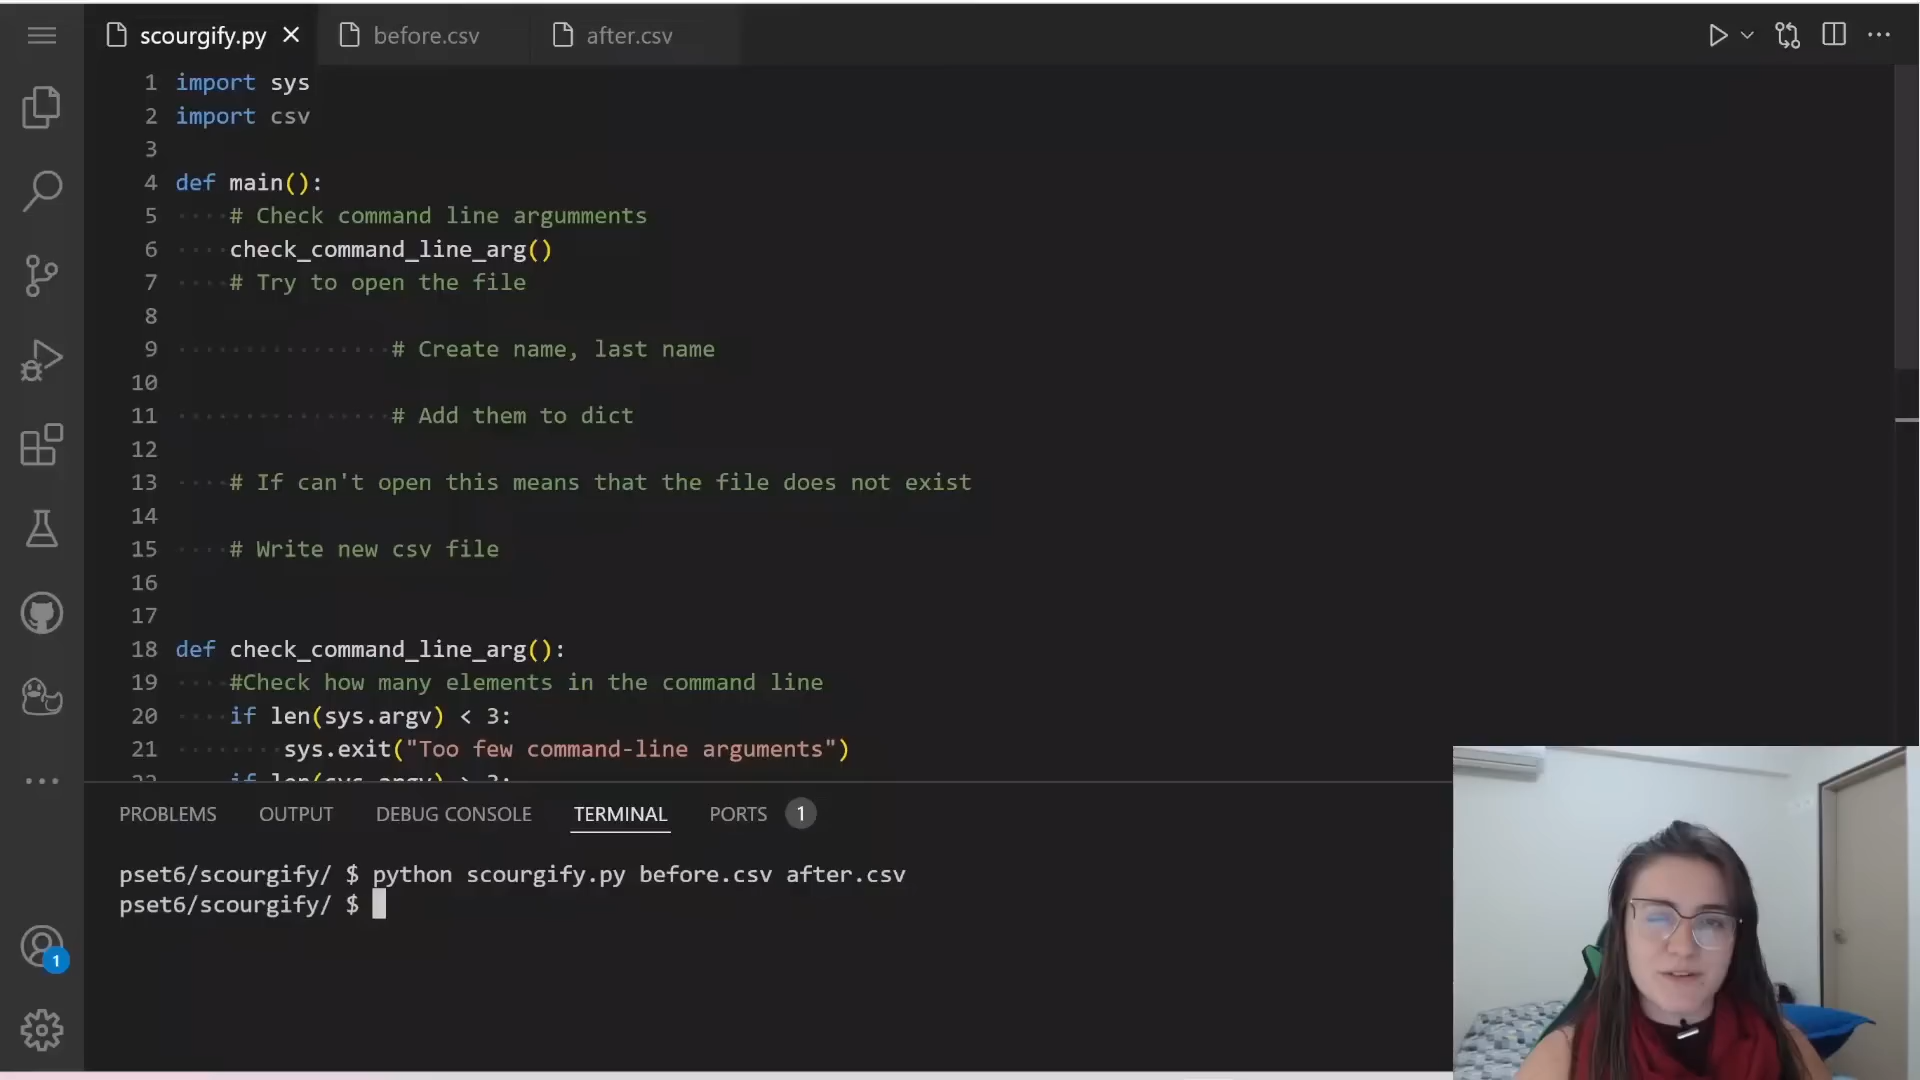 scourgify.py
before.csv
after.csv
1 import sys
2 import csv
3
4 def main():
5 # Check command line argumments
6 check_command_line_arg()
7 # Try to open the file
8
9 # Create name, last name
10
11 # Add them to dict
12
13 # If can't open this means that the file does not exist
14
15 # Write new csv file
16
17
18 def check_command_line_arg():
19 #Check how many elements in the command line
20 if len(sys.argv) < 3:
21 sys.exit("Too few command-line arguments")
22 if len(sys.argv) > 3:
PROBLEMS OUTPUT DEBUG CONSOLE TERMINAL PORTS 1
pset6/scourgify/ $ python scourgify.py before.csv after.csv
pset6/scourgify/ $
1